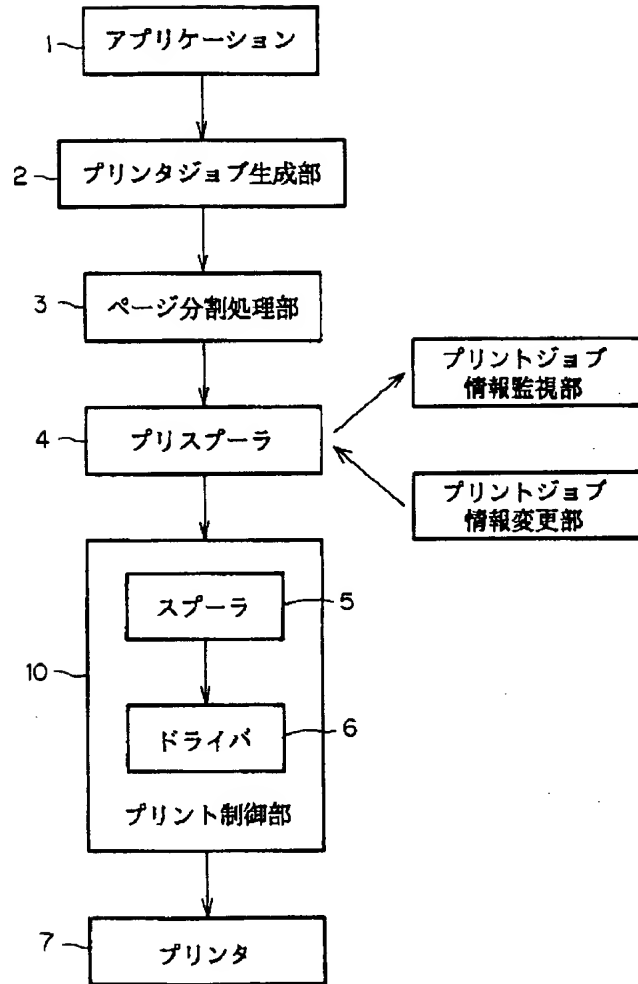 1 アプリケーション
2 プリンタジョブ生成部
3 ページ分割処理部
プリントジョブ
情報監視部
4 プリスプーラ
プリントジョブ
情報変更部
スプーラ 5
10
ドライバ 6
プリント制御部
7 プリンタ